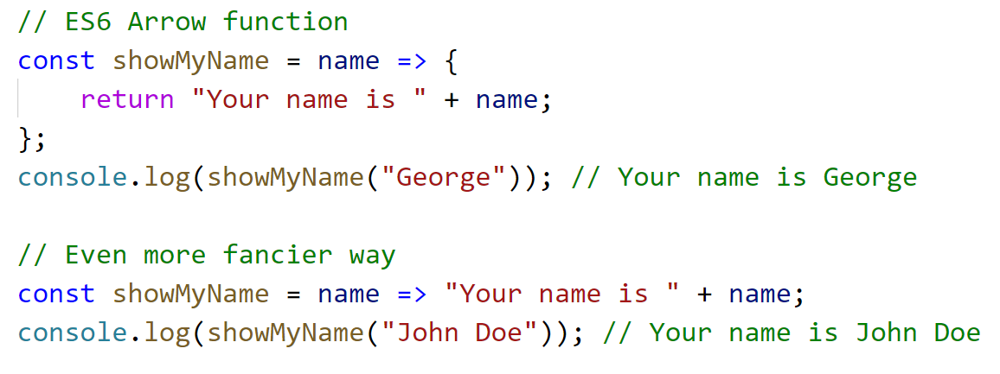 // ES6 Arrow function
const showMyName = name => {
    return "Your name is " + name;
};
console.log(showMyName("George")); // Your name is George

// Even more fancier way
const showMyName = name => "Your name is " + name;
console.log(showMyName("John Doe")); // Your name is John Doe